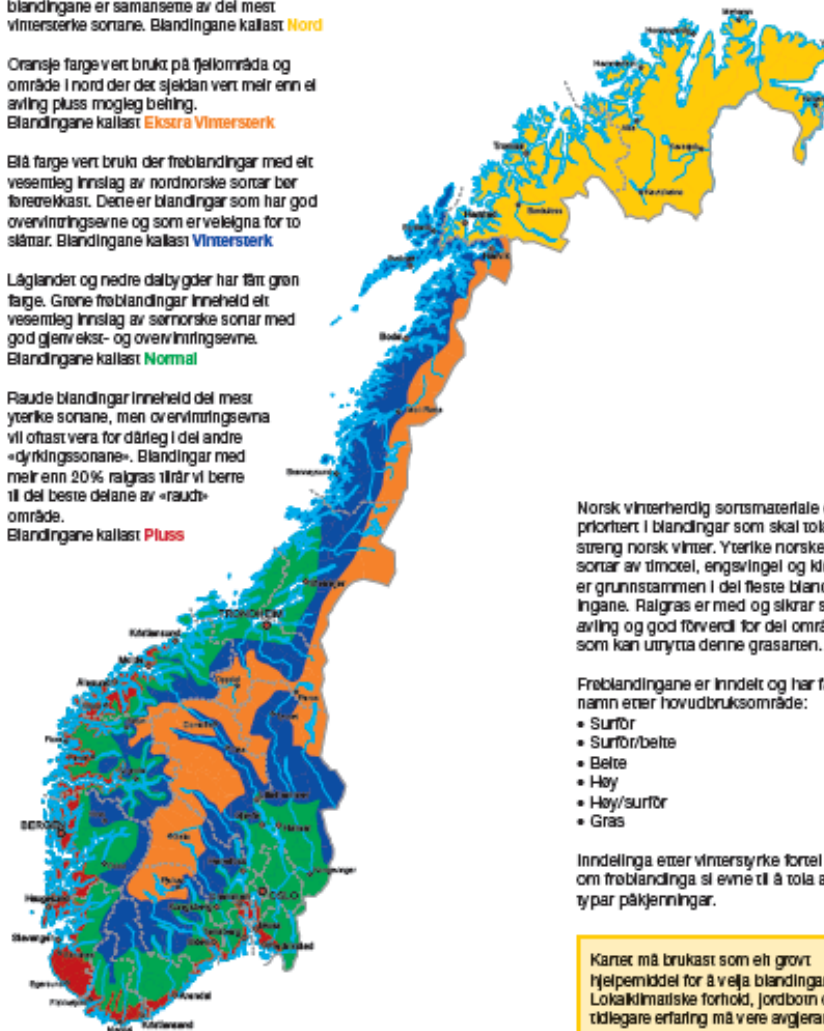 blandingane er samansette av dei mest
vintersterke sortane. Blandingane kallast Nord
Oransje farge vert brukt på fjellområda og
område i nord der det sjeldan vert meir enn ei
avling pluss mogleg beiting.
Blandingane kallast Ekstra Vintersterk
Blå farge vert brukt der frøblandingar med eit
vesentleg innslag av nordnorske sortar bør
føretrekkast. Dette er blandingar som har god
overvintringsevne og som er veleigna for to
slåttar. Blandingane kallast Vintersterk
Låglandet og nedre dalbygder har fått grøn
farge. Grøne frøblandingar inneheld eit
vesentleg innslag av sørnorske sortar med
god gjenvekst- og overvintringsevne.
Blandingane kallast Normal
Raude blandingar inneheld dei mest
yterike sortane, men overvintringsevna
vil oftast vera for dårleg i dei andre
«dyrkingssonane». Blandingar med
meir enn 20% raigras tilrår vi berre
til dei beste delane av «raudt»
område.
Blandingane kallast Pluss
Harstad
Narvik
Bodø
TRONDHEIM
Kristiansund
Molde
Ålesund
BERGEN
Hamar
OSLO
Haugesund
Stavanger
Egersund
Arendal
Kristiansand
Norsk vinterherdig sortsmateriale
prioritert i blandingar som skal tola
streng norsk vinter. Yterike norske
sortar av timotei, engsvingel og
er grunnstammen i dei fleste bland
ingane. Raigras er med og sikrar
avling og god fôrverdi for dei områ
som kan utnytta denne grasarten.
Frøblandingane er inndelt og har
namn etter hovudbruksområde:
• Surfôr
• Surfôr/beite
• Beite
• Høy
• Høy/surfôr
• Gras
Inndelinga etter vinterstyrke fortel
om frøblandinga si evne til å tola
typar påkjenningar.
Kartet må brukast som eit grovt
hjelpemiddel for å velja blandingar
Lokalklimatiske forhold, jordbotn
tidlegare erfaring må vere avgjeran